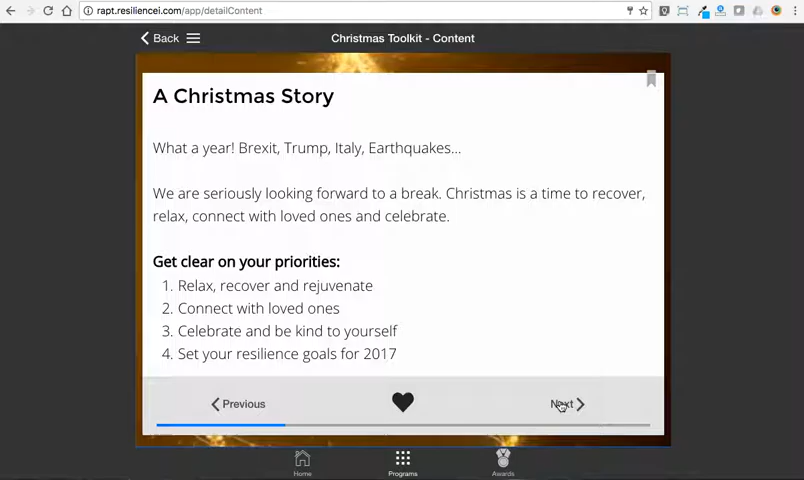 rapt.resiliencei.com/app/detailContent
Back
Christmas Toolkit - Content
A Christmas Story
What a year! Brexit, Trump, Italy, Earthquakes...
We are seriously looking forward to a break. Christmas is a time to recover,
relax, connect with loved ones and celebrate.
Get clear on your priorities:
1. Relax, recover and rejuvenate
2. Connect with loved ones
3. Celebrate and be kind to yourself
4. Set your resilience goals for 2017
Previous
Next
Home
Programs
Awards